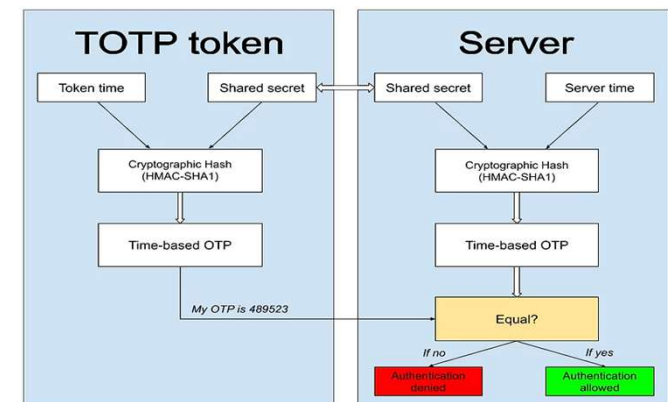 TOTP token
Server
Token time
Shared secret
Shared secret
Server time
Cryptographic Hash
(HMAC-SHA1)
Cryptographic Hash
(HMAC-SHA1)
Time-based OTP
Time-based OTP
My OTP is 489523
Equal?
If no
If yes
Authentication
denied
Authentication
allowed